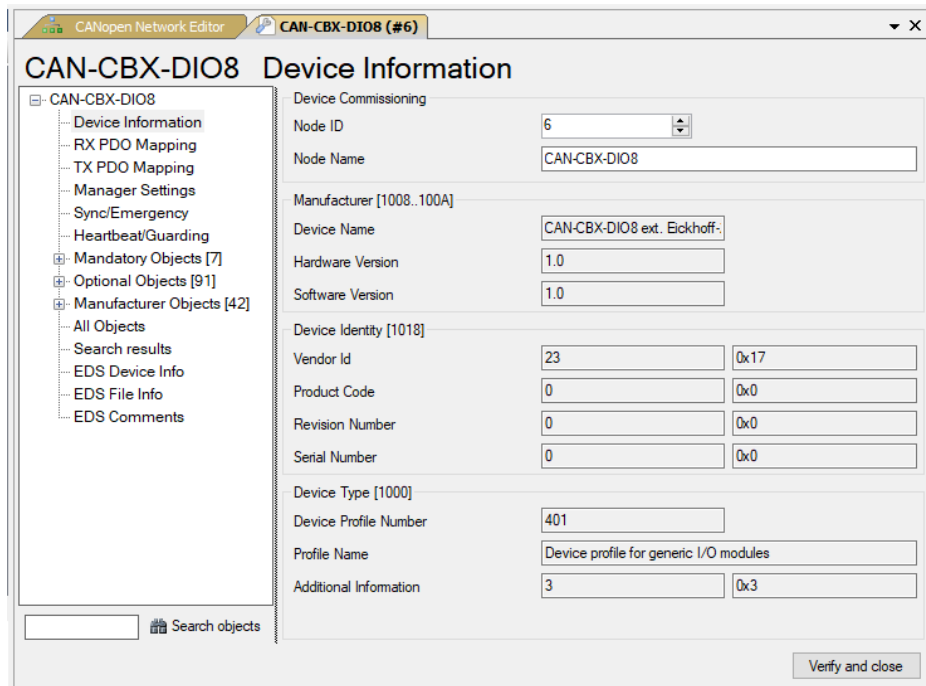 CANopen Network Editor CAN-CBX-DIO8 (#6)
CAN-CBX-DIO8 Device Information
CAN-CBX-DIO8
Device Information
RX PDO Mapping
TX PDO Mapping
Manager Settings
Sync/Emergency
Heartbeat/Guarding
Mandatory Objects [7]
Optional Objects [91]
Manufacturer Objects [42]
All Objects
Search results
EDS Device Info
EDS File Info
EDS Comments
Search objects
Device Commissioning
Node ID 6
Node Name CAN-CBX-DIO8
Manufacturer [1008..100A]
Device Name CAN-CBX-DIO8 ext. Eickhoff-
Hardware Version 1.0
Software Version 1.0
Device Identity [1018]
Vendor Id 23 0x17
Product Code 0 0x0
Revision Number 0 0x0
Serial Number 0 0x0
Device Type [1000]
Device Profile Number 401
Profile Name Device profile for generic I/O modules
Additional Information 3 0x3
Verify and close